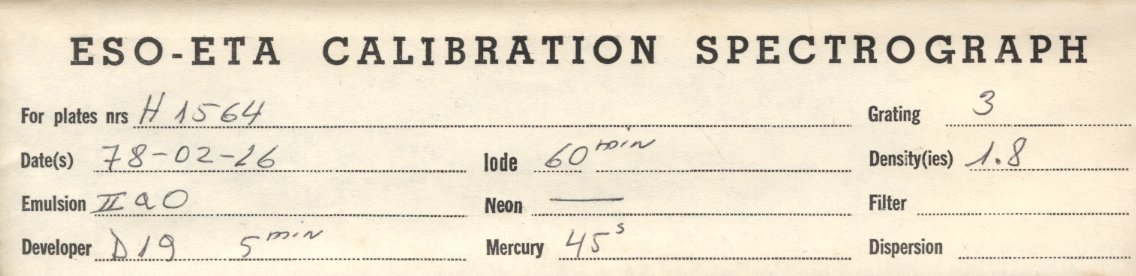 ESO-ETA CALIBRATION SPECTROGRAPH
For plates nrs H 1564 Grating 3
Date(s) 78-02-26 Iode 60 min Density(ies) 1.8
Emulsion II a O Neon — Filter
Developer D19 5 min Mercury 45 s Dispersion